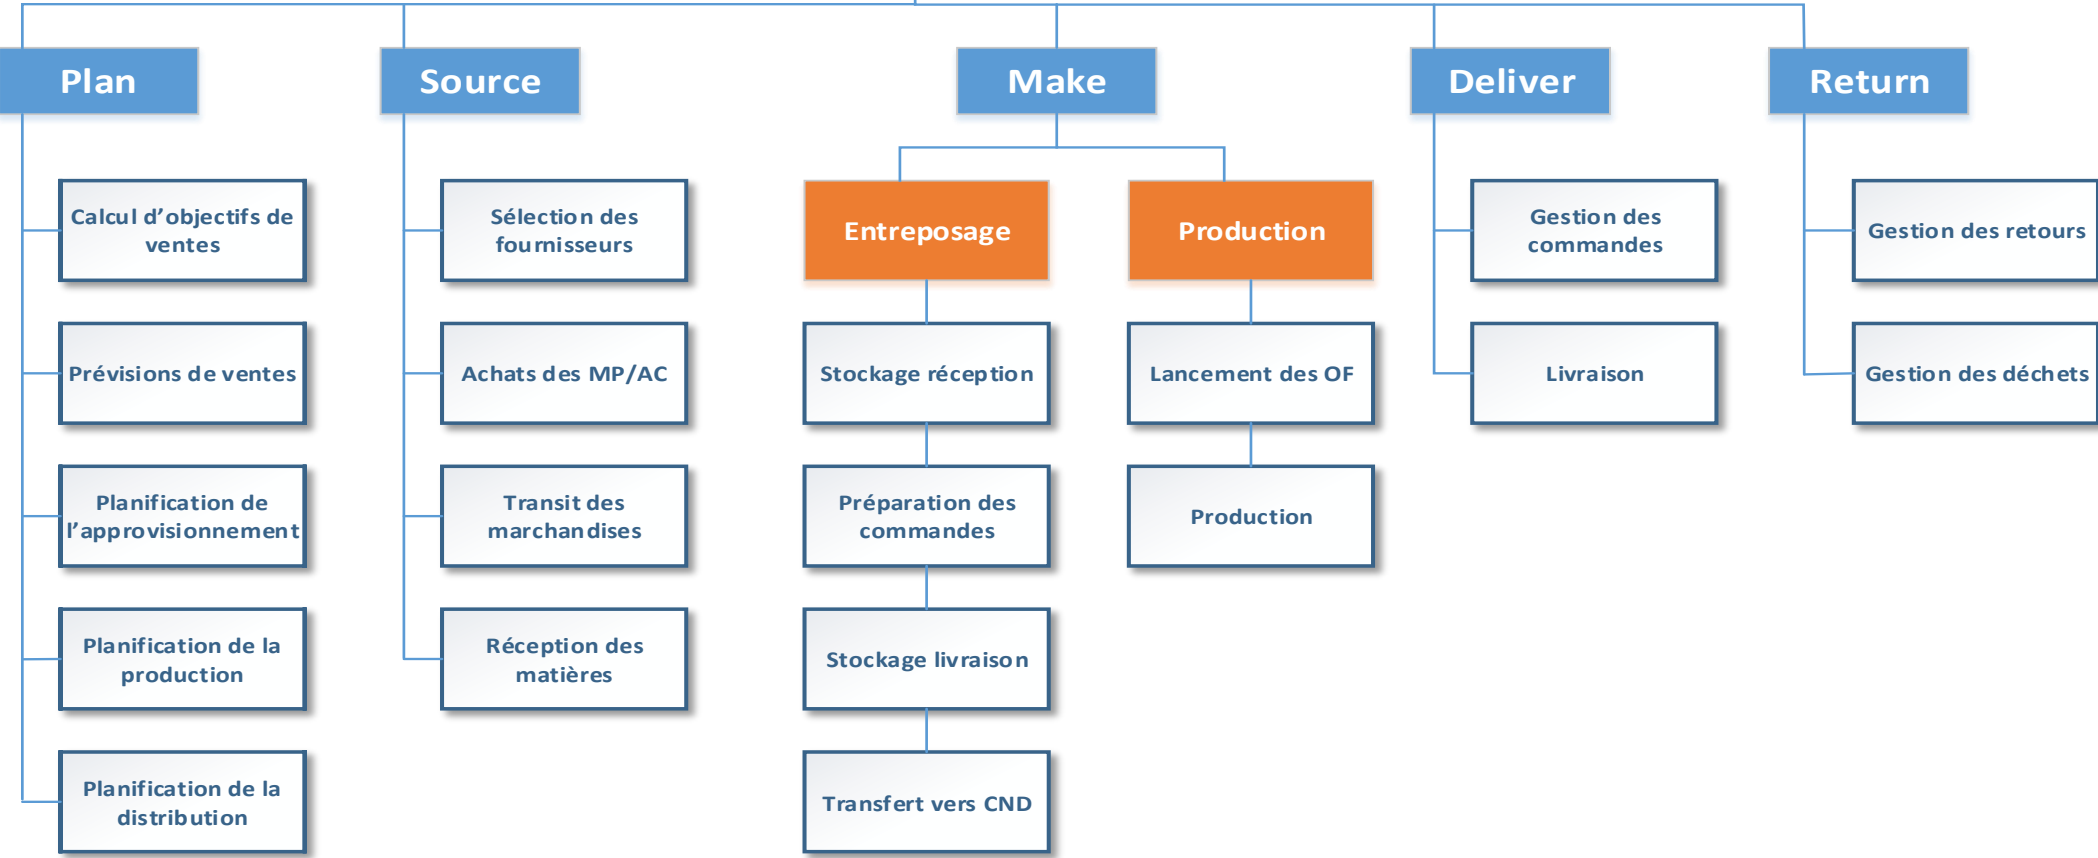 Plan
Source
Make
Deliver
Return
Calcul d’objectifs de
ventes
Prévisions de ventes
Planification de
l’approvisionnement
Planification de la
production
Planification de la
distribution
Sélection des
fournisseurs
Achats des MP/AC
Transit des
marchandises
Réception des
matières
Entreposage
Stockage réception
Préparation des
commandes
Stockage livraison
Transfert vers CND
Production
Lancement des OF
Production
Gestion des
commandes
Livraison
Gestion des retours
Gestion des déchets